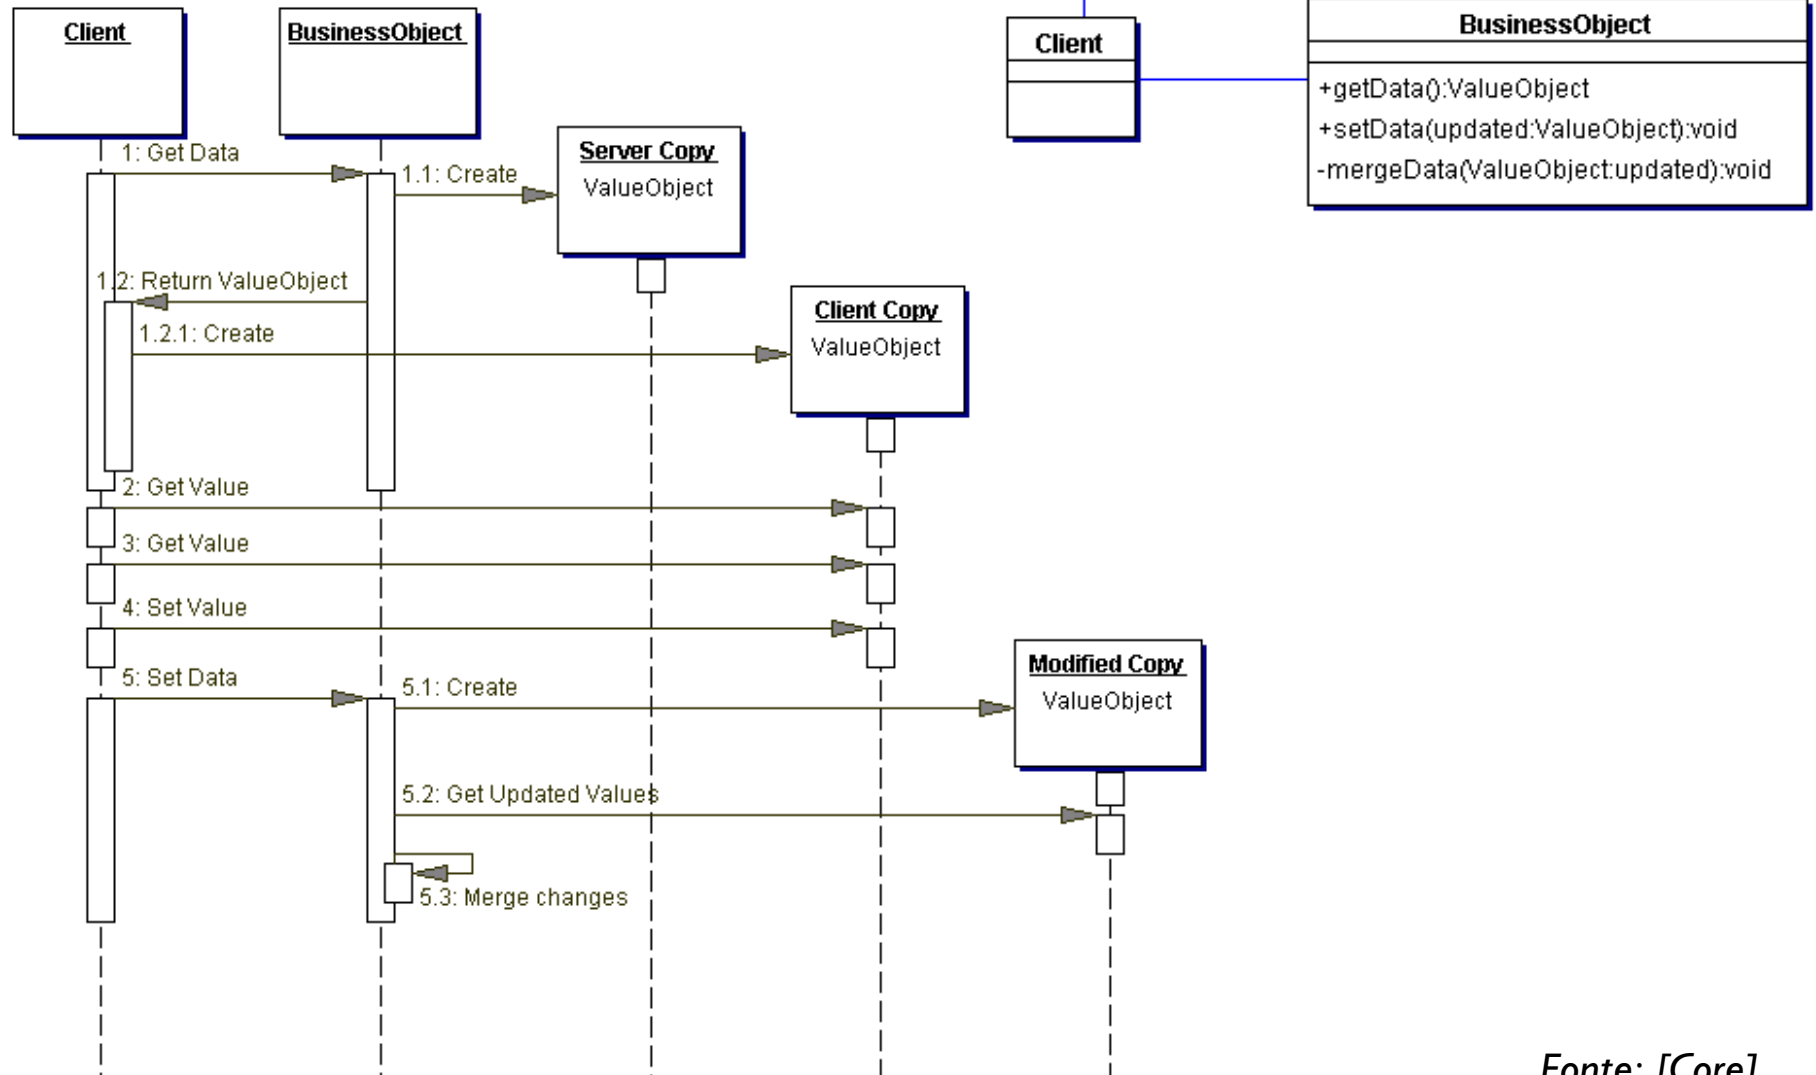 Client
BusinessObject
1: Get Data
1.1: Create
Server Copy
ValueObject
1.2: Return ValueObject
1.2.1: Create
Client Copy
ValueObject
2: Get Value
3: Get Value
4: Set Value
5: Set Data
5.1: Create
Modified Copy
ValueObject
5.2: Get Updated Values
5.3: Merge changes
Client
BusinessObject
+getData():ValueObject
+setData(updated:ValueObject):void
-mergeData(ValueObject:updated):void
Fonte: [Core]